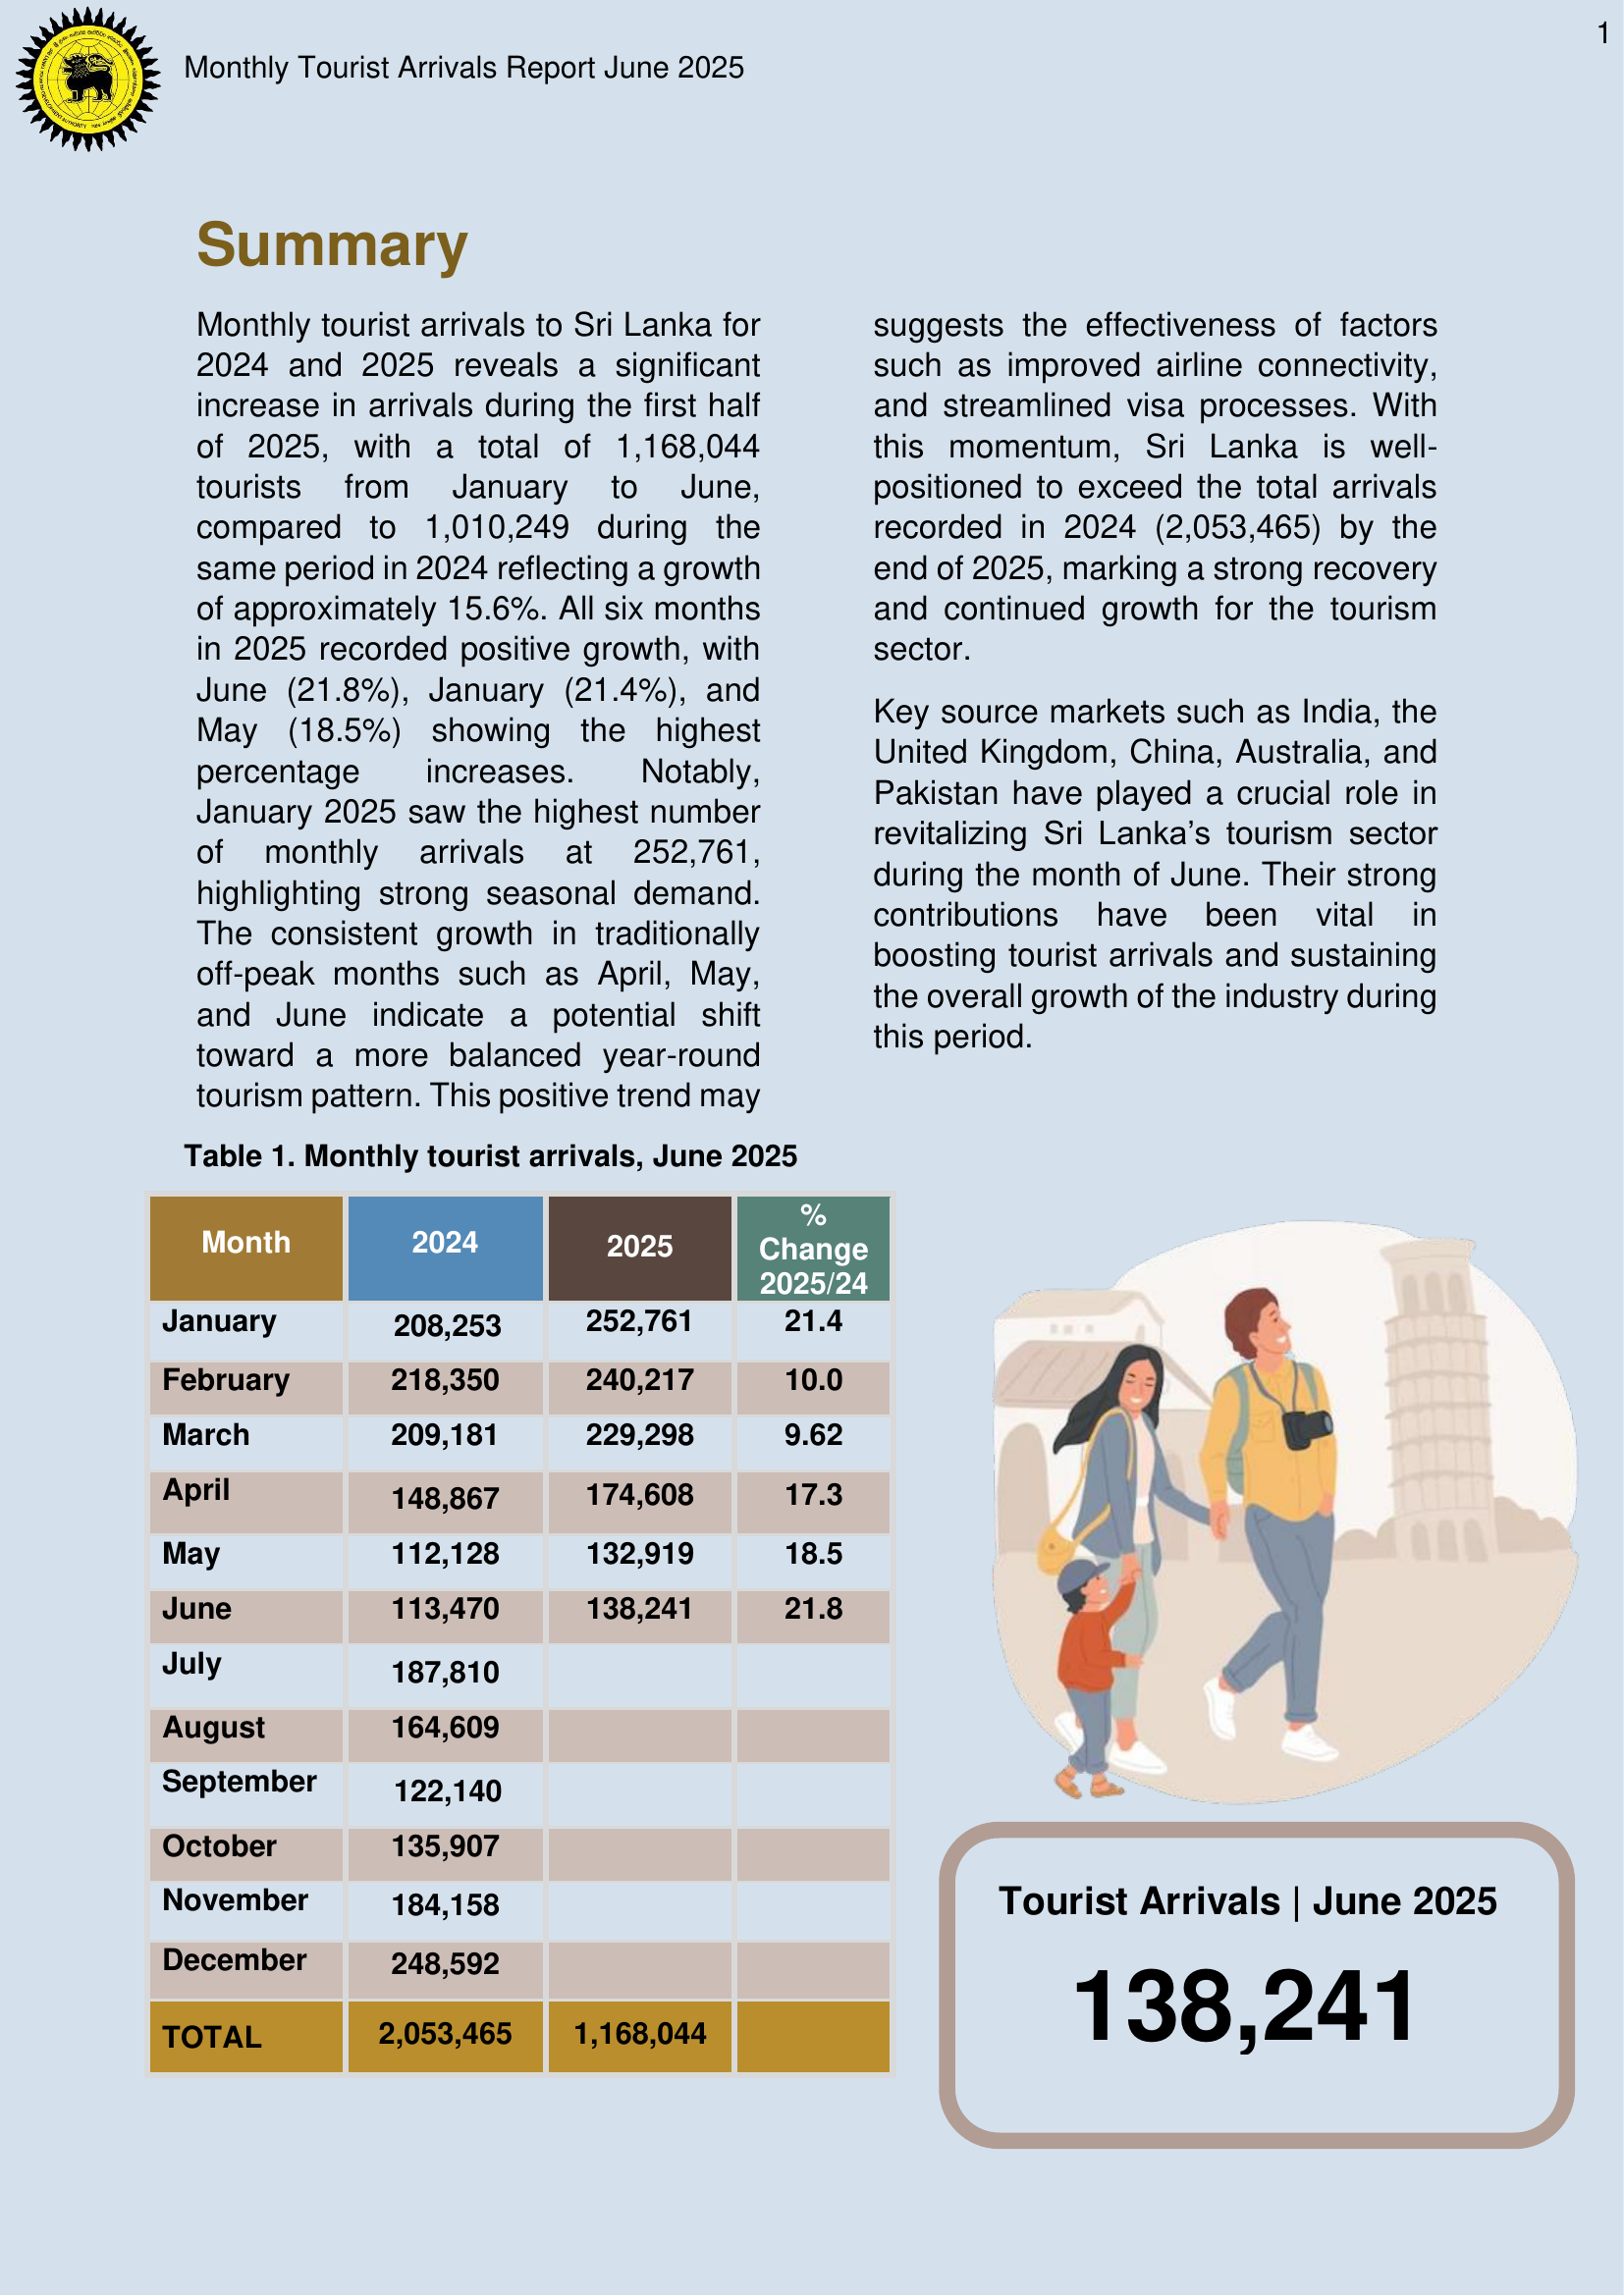 1
Monthly Tourist Arrivals Report June 2025
Summary
Monthly tourist arrivals to Sri Lanka for
2024 and 2025 reveals a significant
increase in arrivals during the first half
of 2025, with a total of 1,168,044
tourists from January to June,
compared to 1,010,249 during the
same period in 2024 reflecting a growth
of approximately 15.6%. All six months
in 2025 recorded positive growth, with
June (21.8%), January (21.4%), and
May (18.5%) showing the highest
percentage increases. Notably,
January 2025 saw the highest number
of monthly arrivals at 252,761,
highlighting strong seasonal demand.
The consistent growth in traditionally
off-peak months such as April, May,
and June indicate a potential shift
toward a more balanced year-round
tourism pattern. This positive trend may
suggests the effectiveness of factors
such as improved airline connectivity,
and streamlined visa processes. With
this momentum, Sri Lanka is well-
positioned to exceed the total arrivals
recorded in 2024 (2,053,465) by the
end of 2025, marking a strong recovery
and continued growth for the tourism
sector.
Key source markets such as India, the
United Kingdom, China, Australia, and
Pakistan have played a crucial role in
revitalizing Sri Lanka’s tourism sector
during the month of June. Their strong
contributions have been vital in
boosting tourist arrivals and sustaining
the overall growth of the industry during
this period.
Table 1. Monthly tourist arrivals, June 2025
Month 2024 2025 % Change 2025/24
January 208,253 252,761 21.4
February 218,350 240,217 10.0
March 209,181 229,298 9.62
April 148,867 174,608 17.3
May 112,128 132,919 18.5
June 113,470 138,241 21.8
July 187,810
August 164,609
September 122,140
October 135,907
November 184,158
December 248,592
TOTAL 2,053,465 1,168,044
Tourist Arrivals | June 2025
138,241